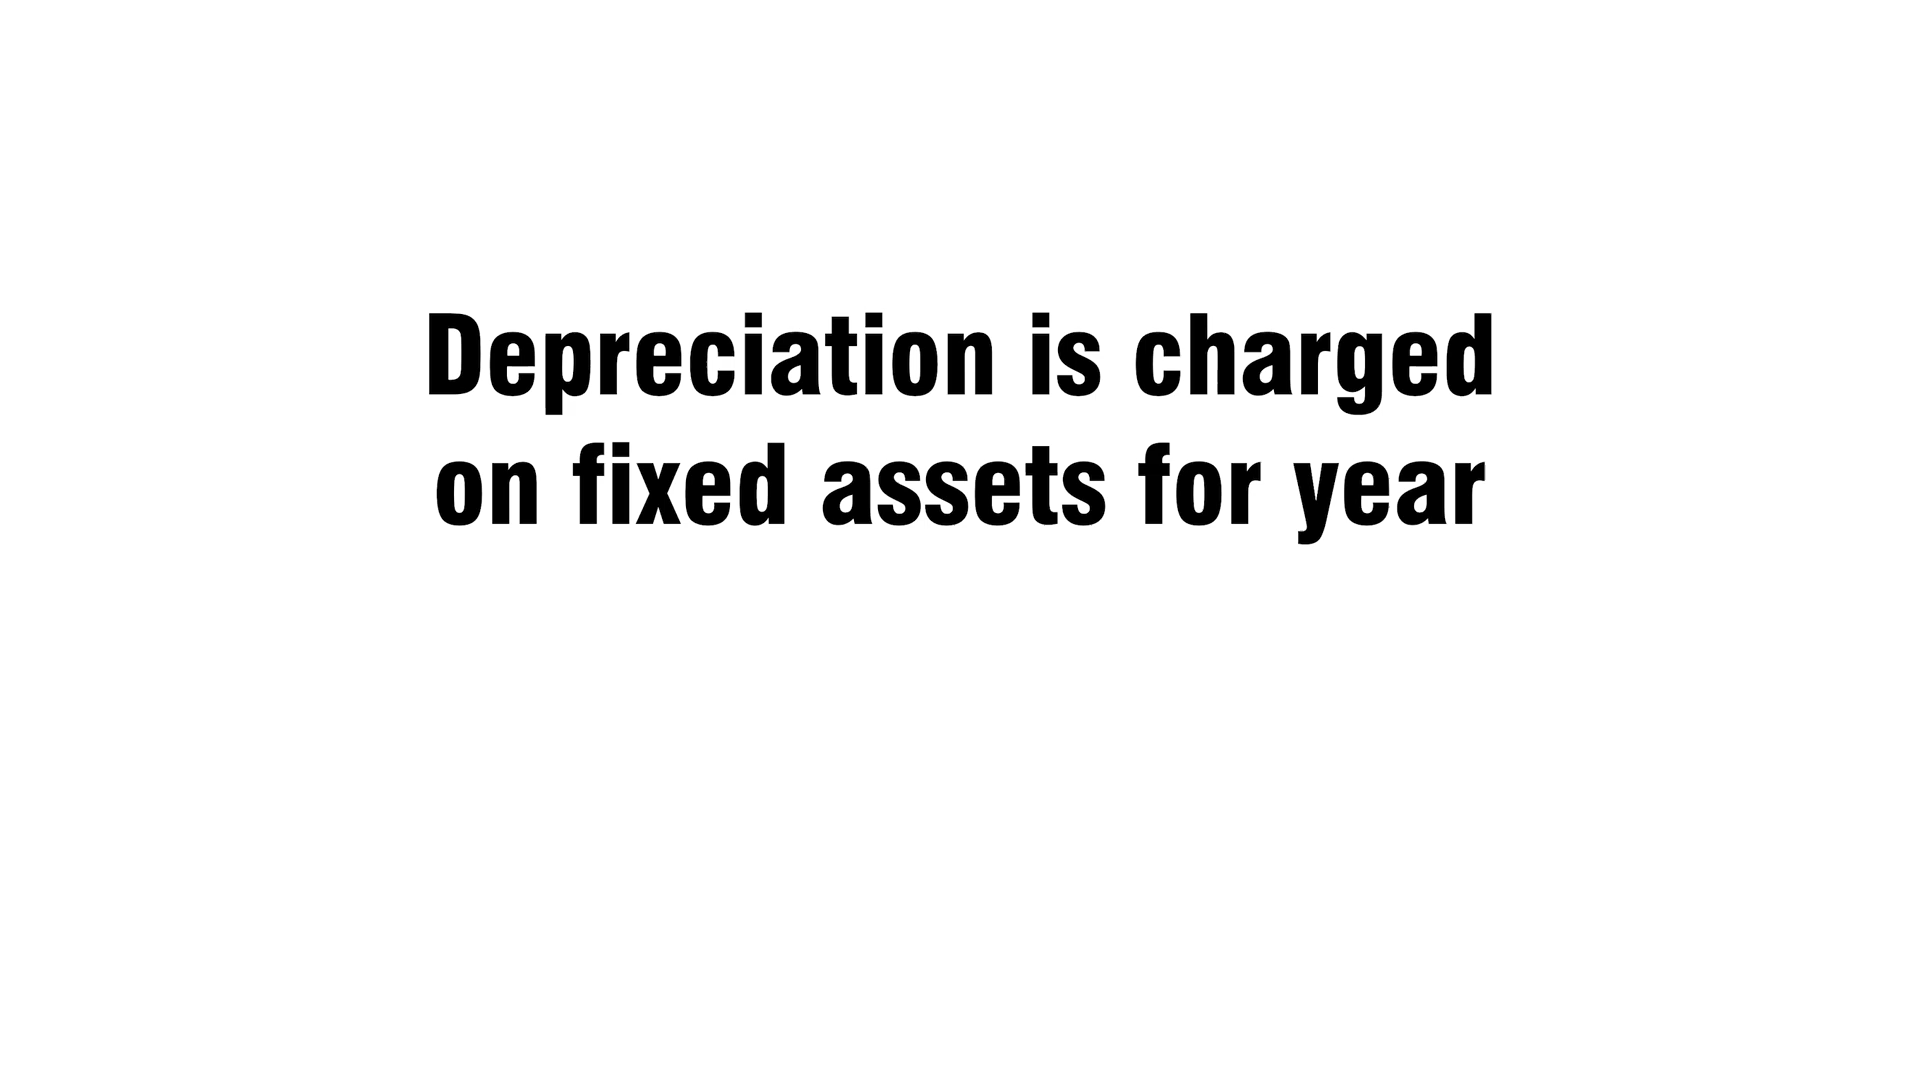 Depreciation is charged
on fixed assets for year